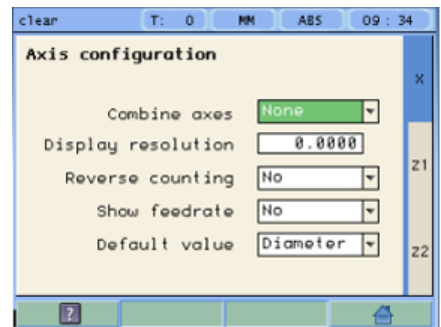 clear T: 0 MM ABS 09 : 34
Axis configuration
X
Combine axes None
Display resolution 0.0000
Reverse counting No
Z1
Show feedrate No
Default value Diameter
Z2
?